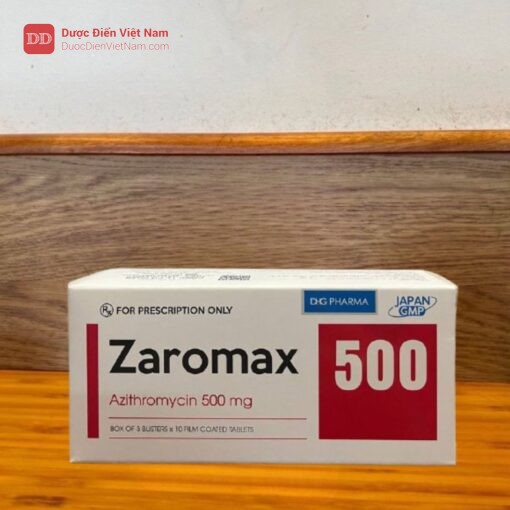 DD
Dược Điển Việt Nam
DuocDienVietNam.com
DHG PHARMA
JAPAN
GMP
Rx FOR PRESCRIPTION ONLY
Zaromax
500
Azithromycin 500 mg
BOX OF 3 BLISTERS x 10 FILM COATED TABLETS